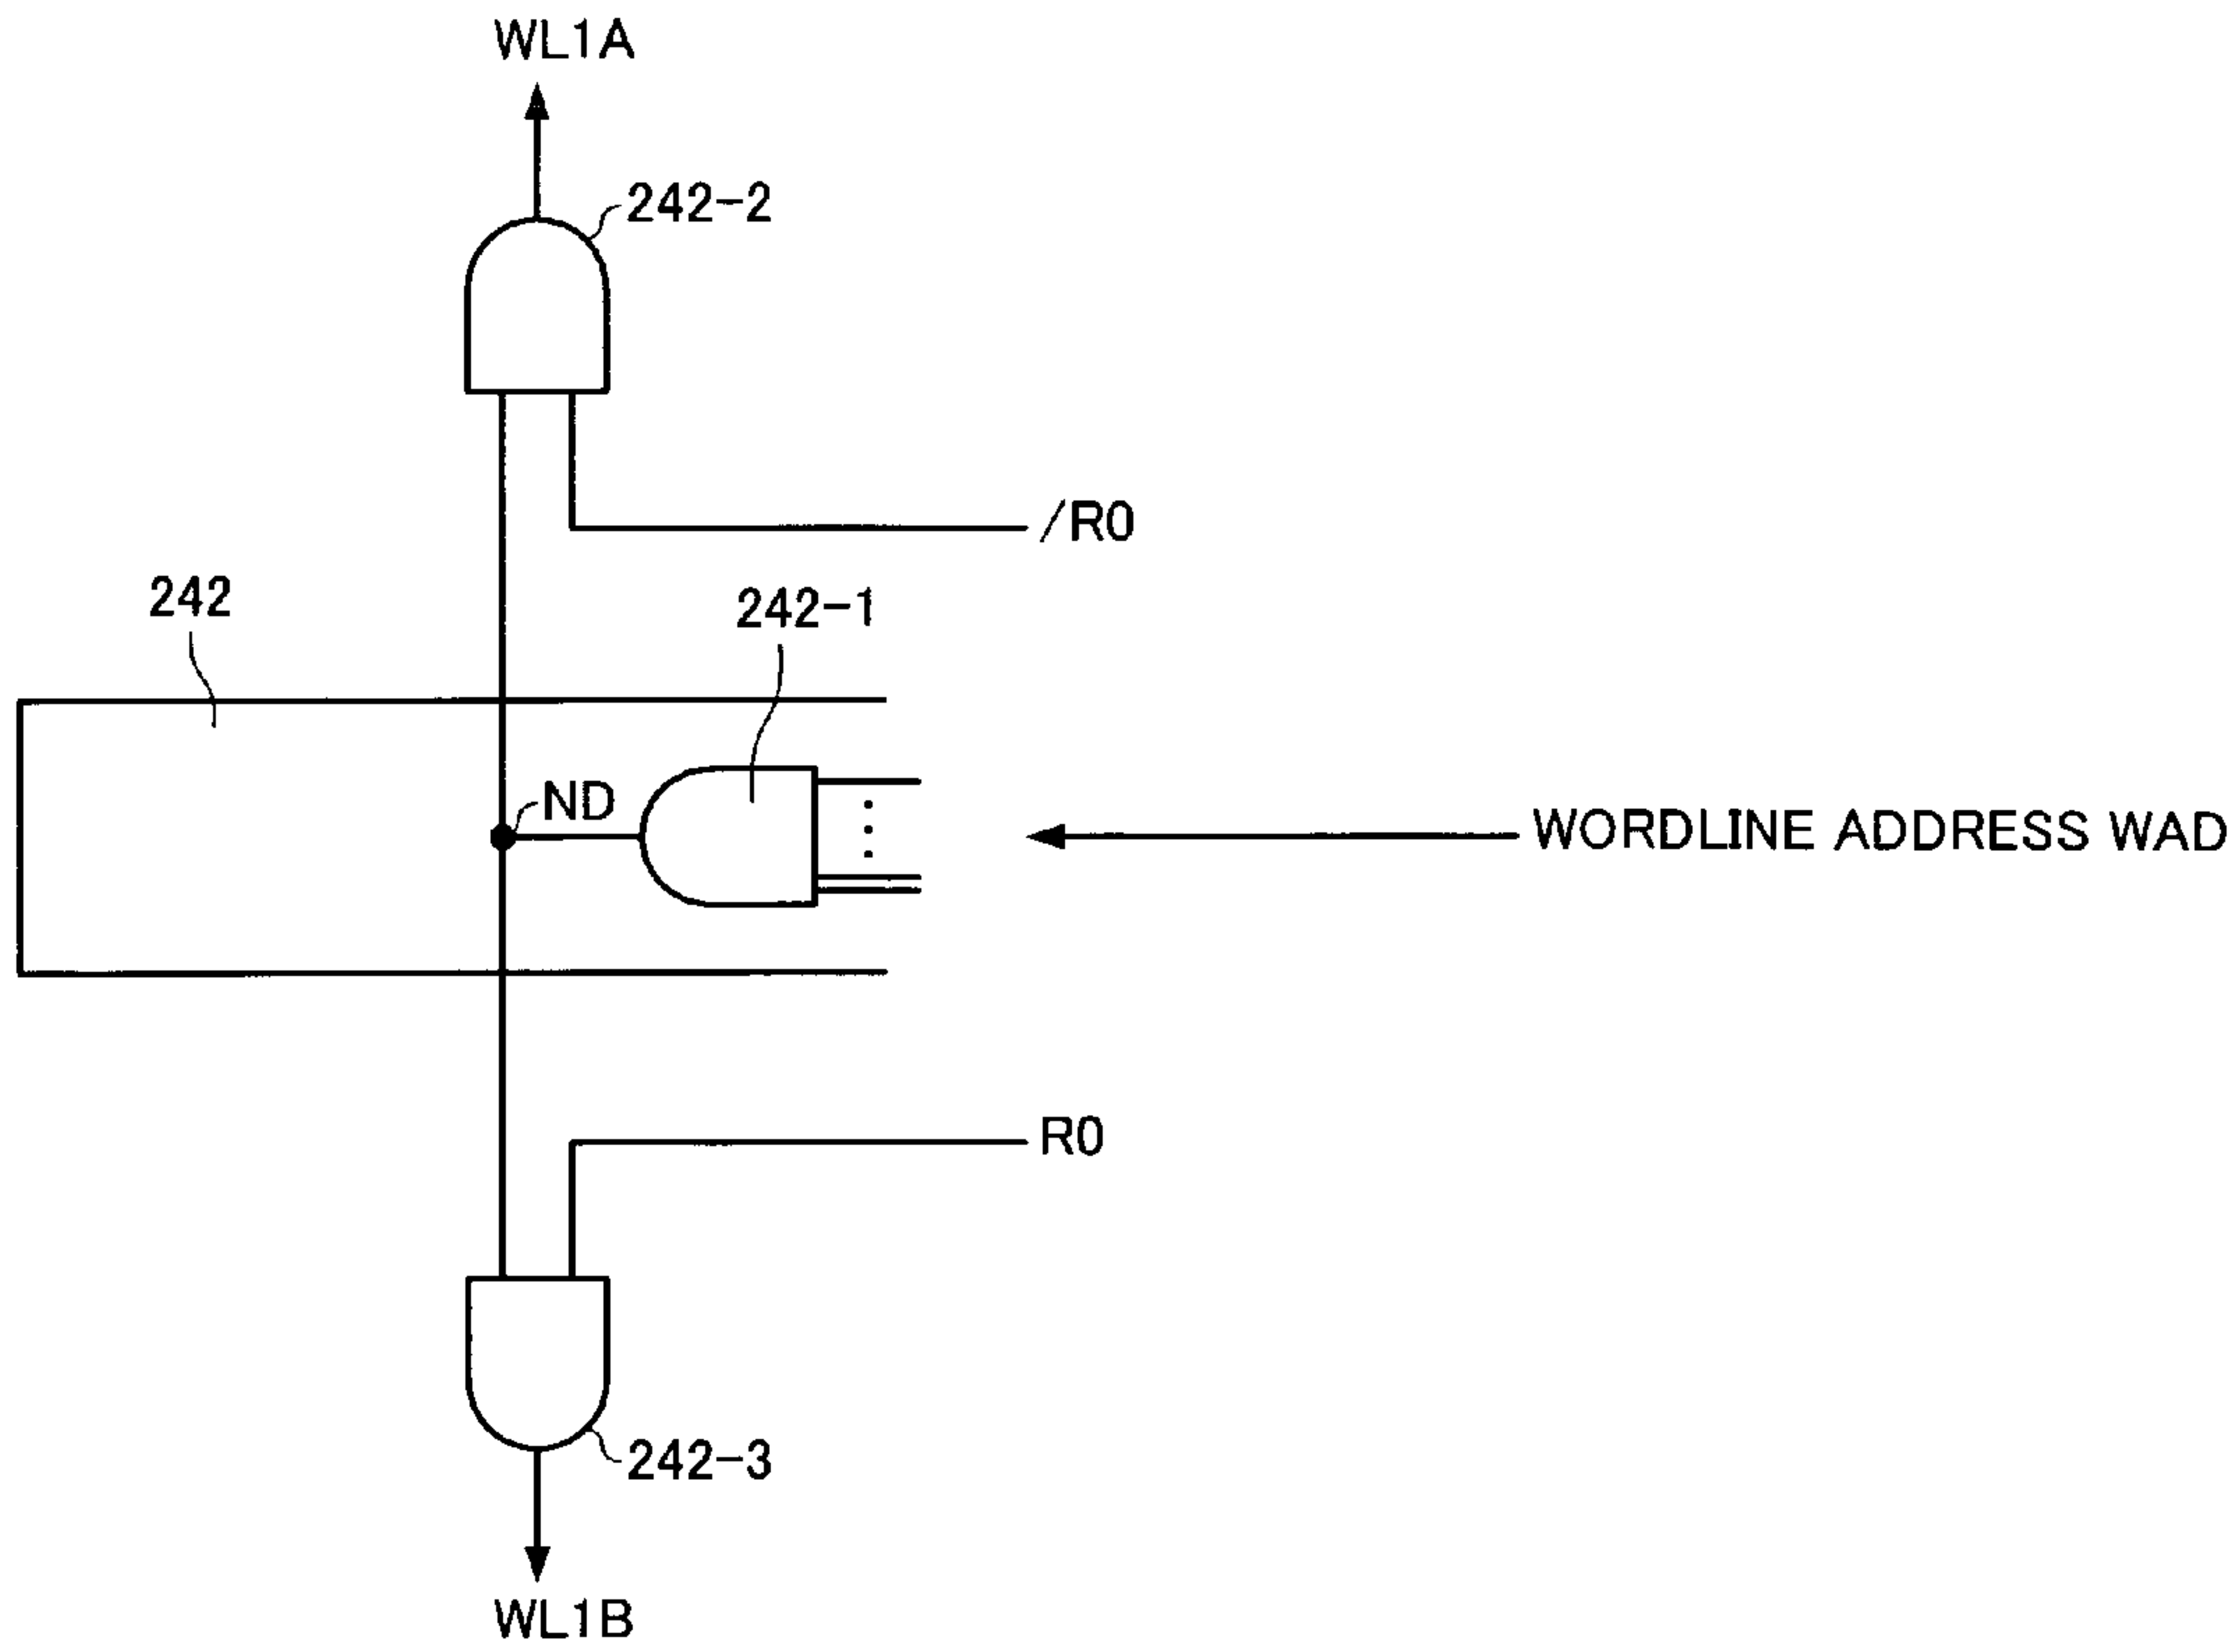 WL1A
242-2
/R0
242
242-1
ND
WORDLINE ADDRESS WAD
R0
242-3
WL1B